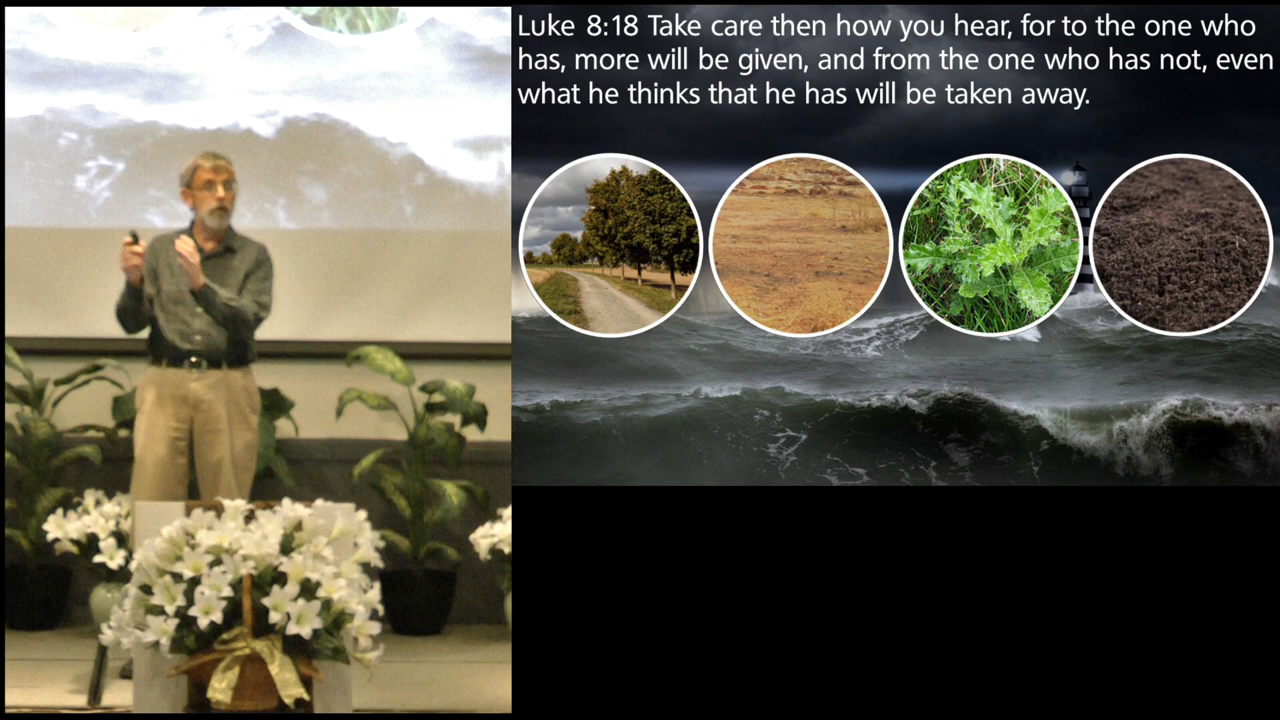 Luke 8:18 Take care then how you hear, for to the one who
has, more will be given, and from the one who has not, even
what he thinks that he has will be taken away.